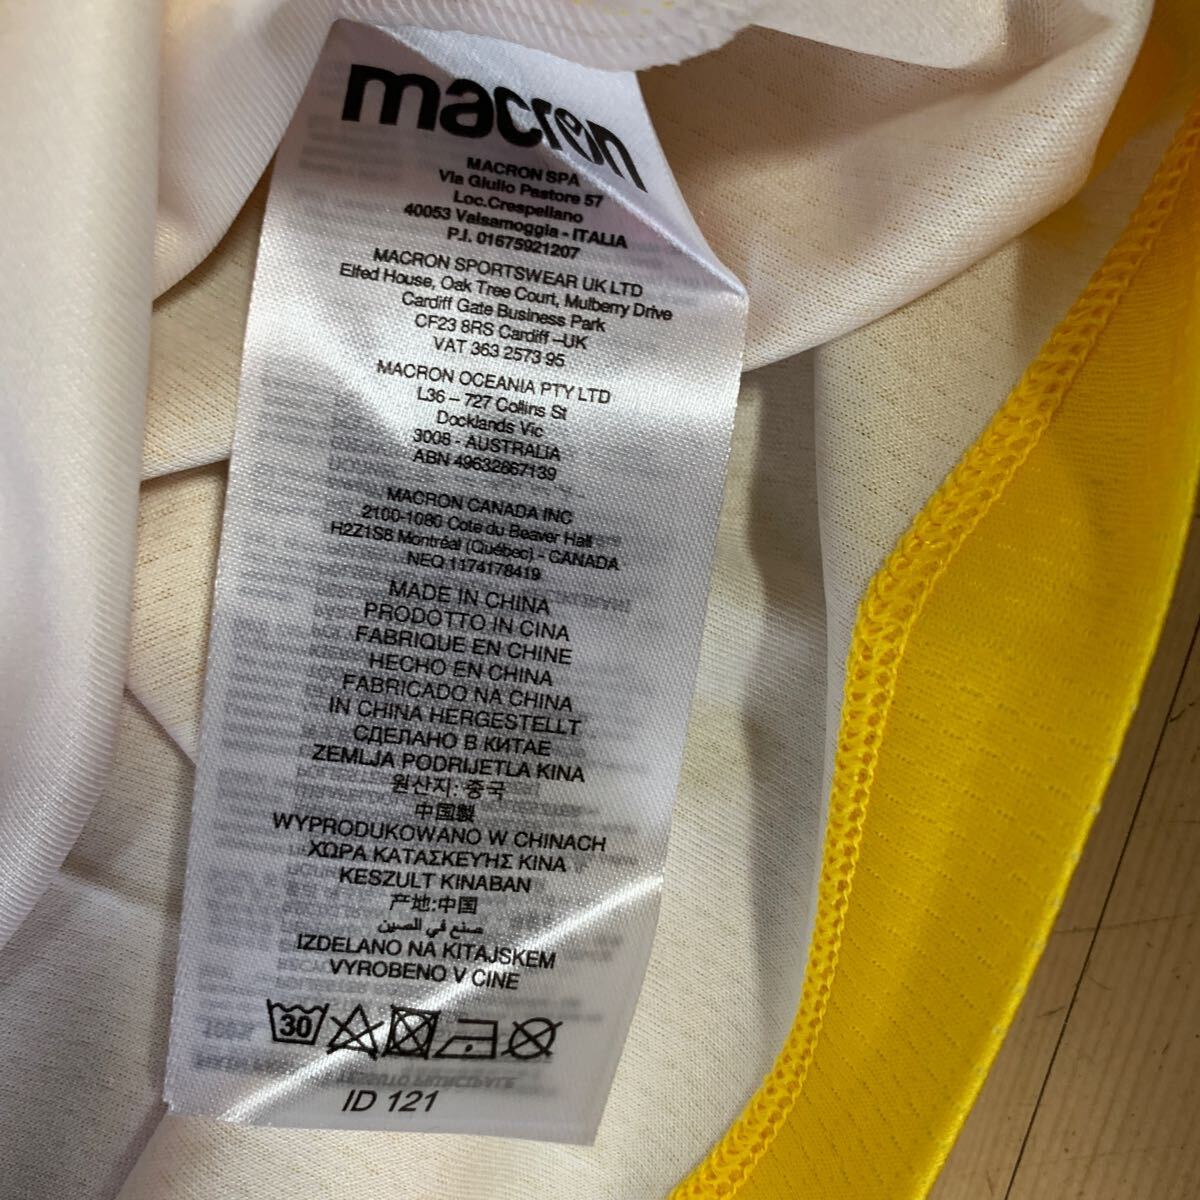 macron
MACRON SPA
Via Giulio Pastore 57
Loc.Crespellano
40053 Valsamoggia - ITALIA
P.I. 01675921207
MACRON SPORTSWEAR UK LTD
Elfed House, Oak Tree Court, Mulberry Drive
Cardiff Gate Business Park
CF23 8RS Cardiff –UK
VAT 363 2573 95
MACRON OCEANIA PTY LTD
L36 – 727 Collins St
Docklands Vic
3008 - AUSTRALIA
ABN 49632867139
MACRON CANADA INC
2100-1080 Cote du Beaver Hall
H2Z1S8 Montréal (Québec) - CANADA
NEQ 1174178419
MADE IN CHINA
PRODOTTO IN CINA
FABRIQUE EN CHINE
HECHO EN CHINA
FABRICADO NA CHINA
IN CHINA HERGESTELLT
СДЕЛАНО В КИТАЕ
ZEMLJA PODRIJETLA KINA
원산지: 중국
中国製
WYPRODUKOWANO W CHINACH
ΧΩΡΑ ΚΑΤΑΣΚΕΥΉΣ ΚΙΝΑ
KESZULT KINABAN
产地:中国
صنع في الصين
IZDELANO NA KITAJSKEM
VYROBENO V CINE
30
ID 121